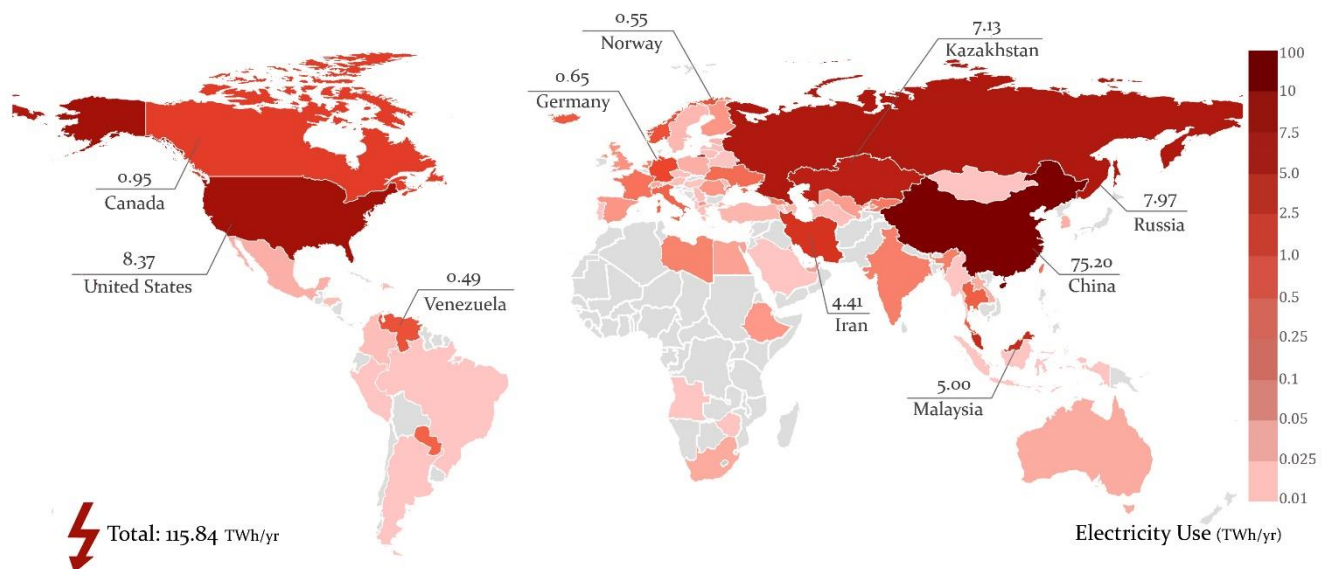 0.55
Norway
7.13
Kazakhstan
0.65
Germany
0.95
Canada
8.37
United States
0.49
Venezuela
7.97
Russia
75.20
China
4.41
Iran
5.00
Malaysia
100
10
7.5
5.0
2.5
1.0
0.5
0.25
0.1
0.05
0.025
0.01
Total: 115.84 TWh/yr
Electricity Use (TWh/yr)